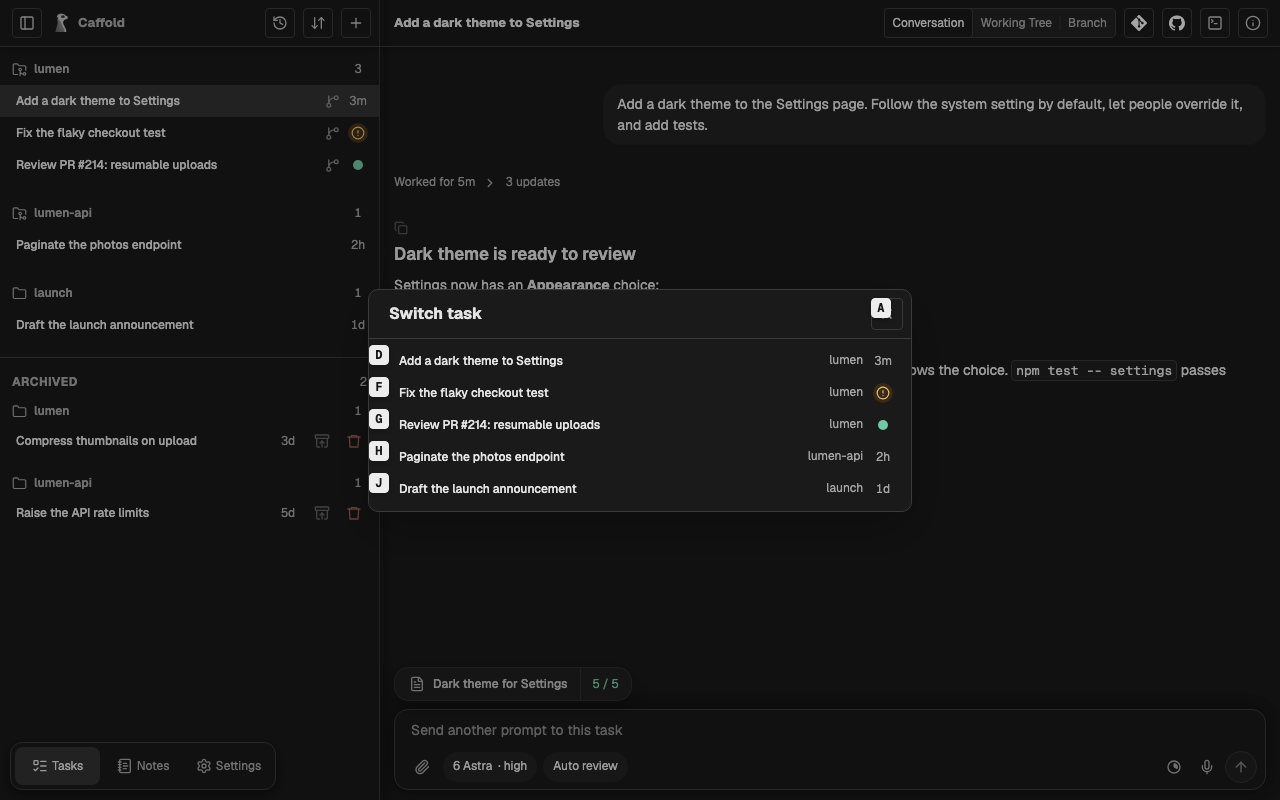 Caffold
Add a dark theme to Settings
Conversation
Working Tree
Branch
lumen 3
Add a dark theme to Settings 3m
Fix the flaky checkout test
Review PR #214: resumable uploads
lumen-api 1
Paginate the photos endpoint 2h
launch 1
Draft the launch announcement 1d
ARCHIVED 2
lumen 1
Compress thumbnails on upload 3d
lumen-api 1
Raise the API rate limits 5d
Tasks
Notes
Settings
Add a dark theme to the Settings page. Follow the system setting by default, let people override it,
and add tests.
Worked for 5m > 3 updates
Dark theme is ready to review
Settings now has an Appearance choice:
ows the choice. npm test -- settings passes
Switch task A
D Add a dark theme to Settings lumen 3m
F Fix the flaky checkout test lumen
G Review PR #214: resumable uploads lumen
H Paginate the photos endpoint lumen-api 2h
J Draft the launch announcement launch 1d
Dark theme for Settings 5 / 5
Send another prompt to this task
6 Astra · high
Auto review